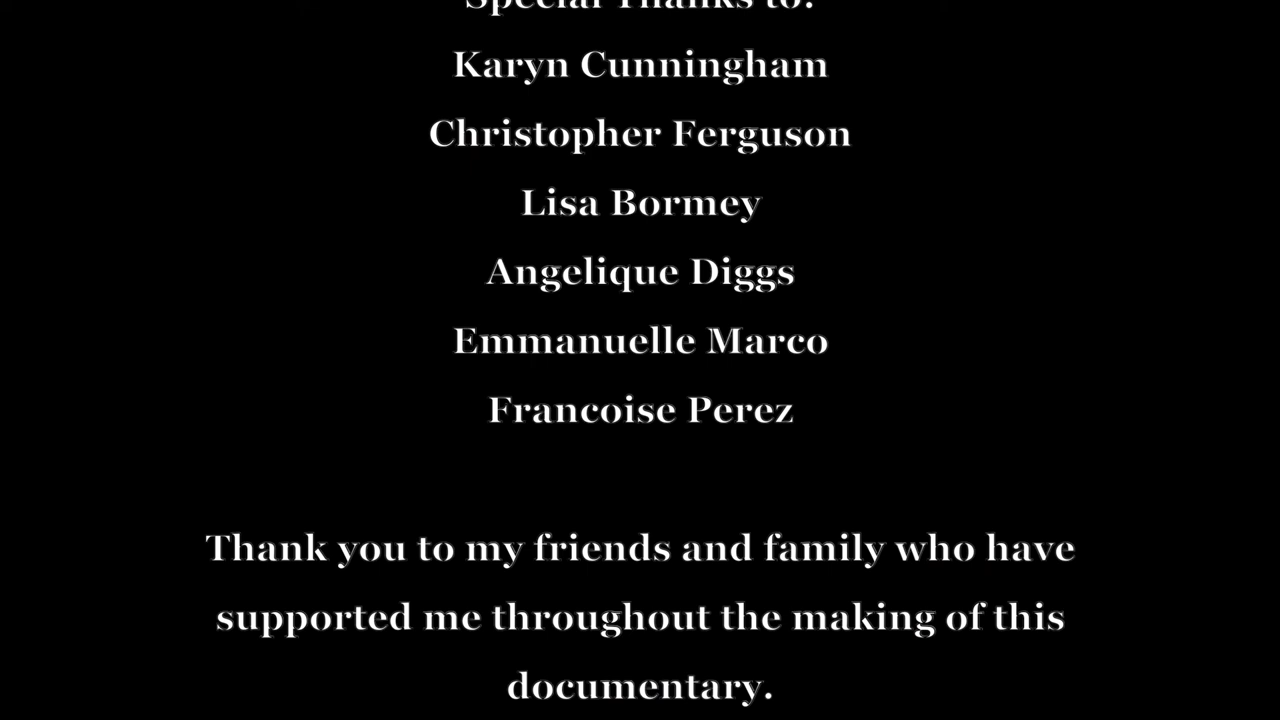 Special Thanks to:
Karyn Cunningham
Christopher Ferguson
Lisa Bormey
Angelique Diggs
Emmanuelle Marco
Francoise Perez
Thank you to my friends and family who have
supported me throughout the making of this
documentary.